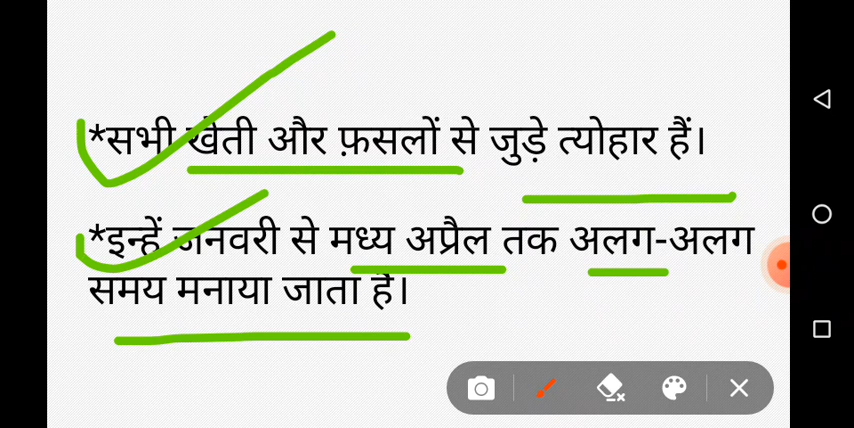 *सभी खेती और फ़सलों से जुड़े त्योहार हैं।
*इन्हें जनवरी से मध्य अप्रैल तक अलग-अलग
समय मनाया जाता है।